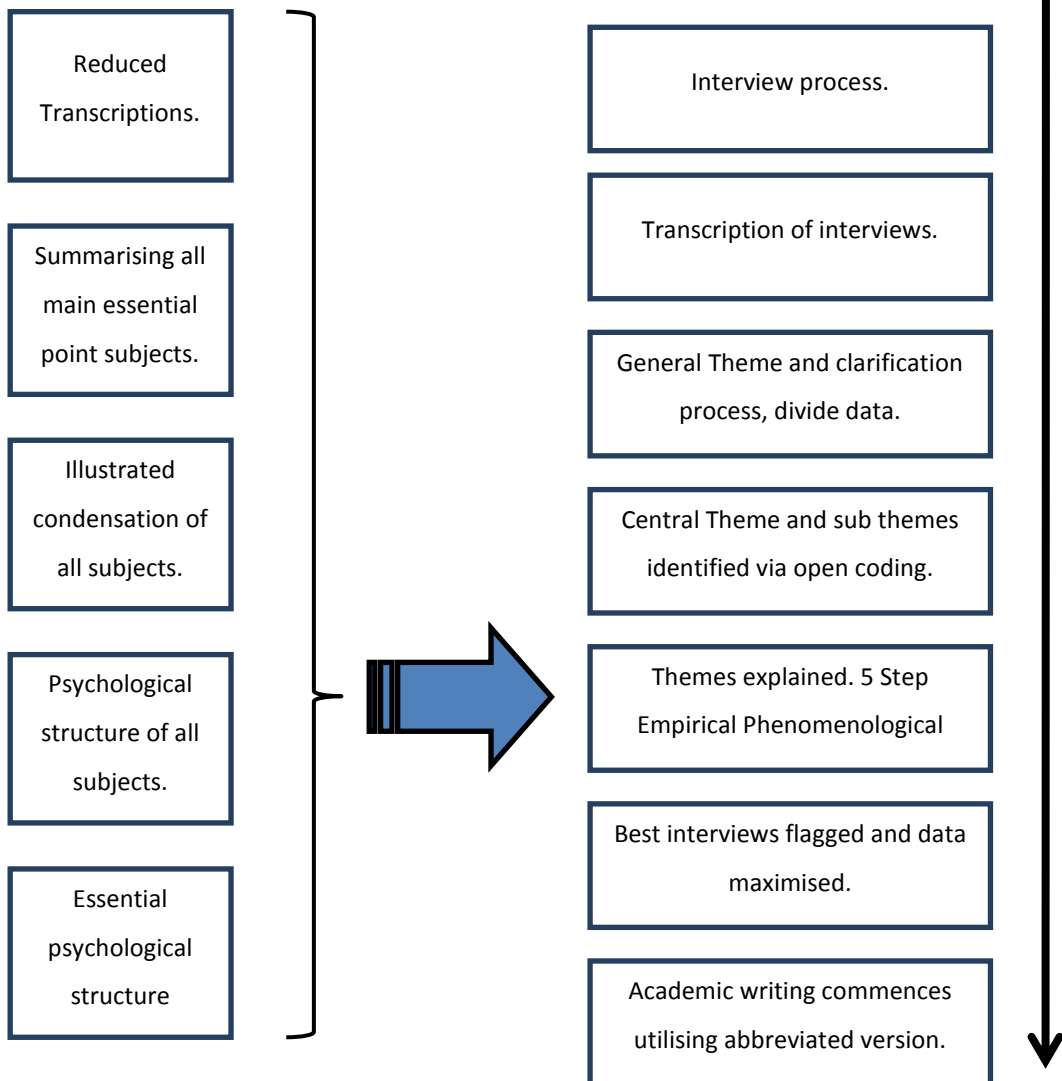 Reduced
Transcriptions.
Summarising all
main essential
point subjects.
Illustrated
condensation of
all subjects.
Psychological
structure of all
subjects.
Essential
psychological
structure
Interview process.
Transcription of interviews.
General Theme and clarification
process, divide data.
Central Theme and sub themes
identified via open coding.
Themes explained. 5 Step
Empirical Phenomenological
Best interviews flagged and data
maximised.
Academic writing commences
utilising abbreviated version.